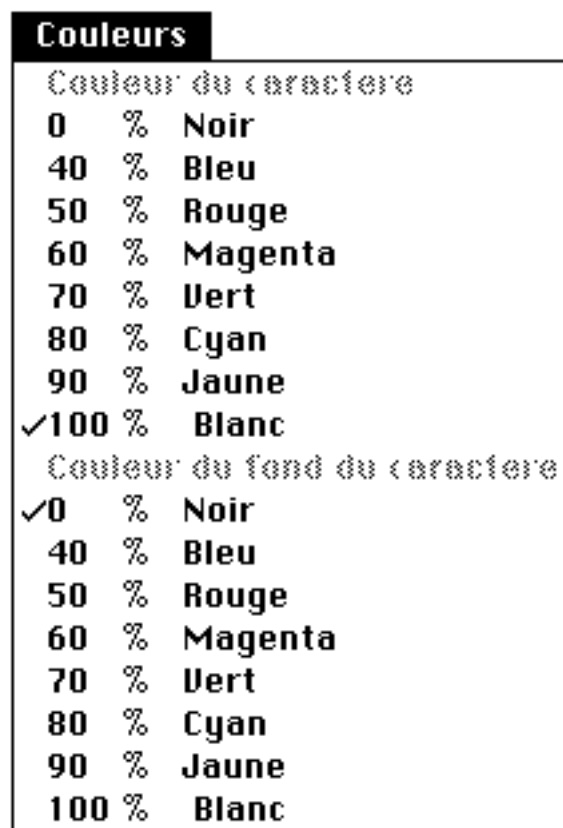 Couleurs
Couleur du caractere
0 % Noir
40 % Bleu
50 % Rouge
60 % Magenta
70 % Vert
80 % Cyan
90 % Jaune
✓100 % Blanc
Couleur du fond du caractere
✓0 % Noir
40 % Bleu
50 % Rouge
60 % Magenta
70 % Vert
80 % Cyan
90 % Jaune
100 % Blanc